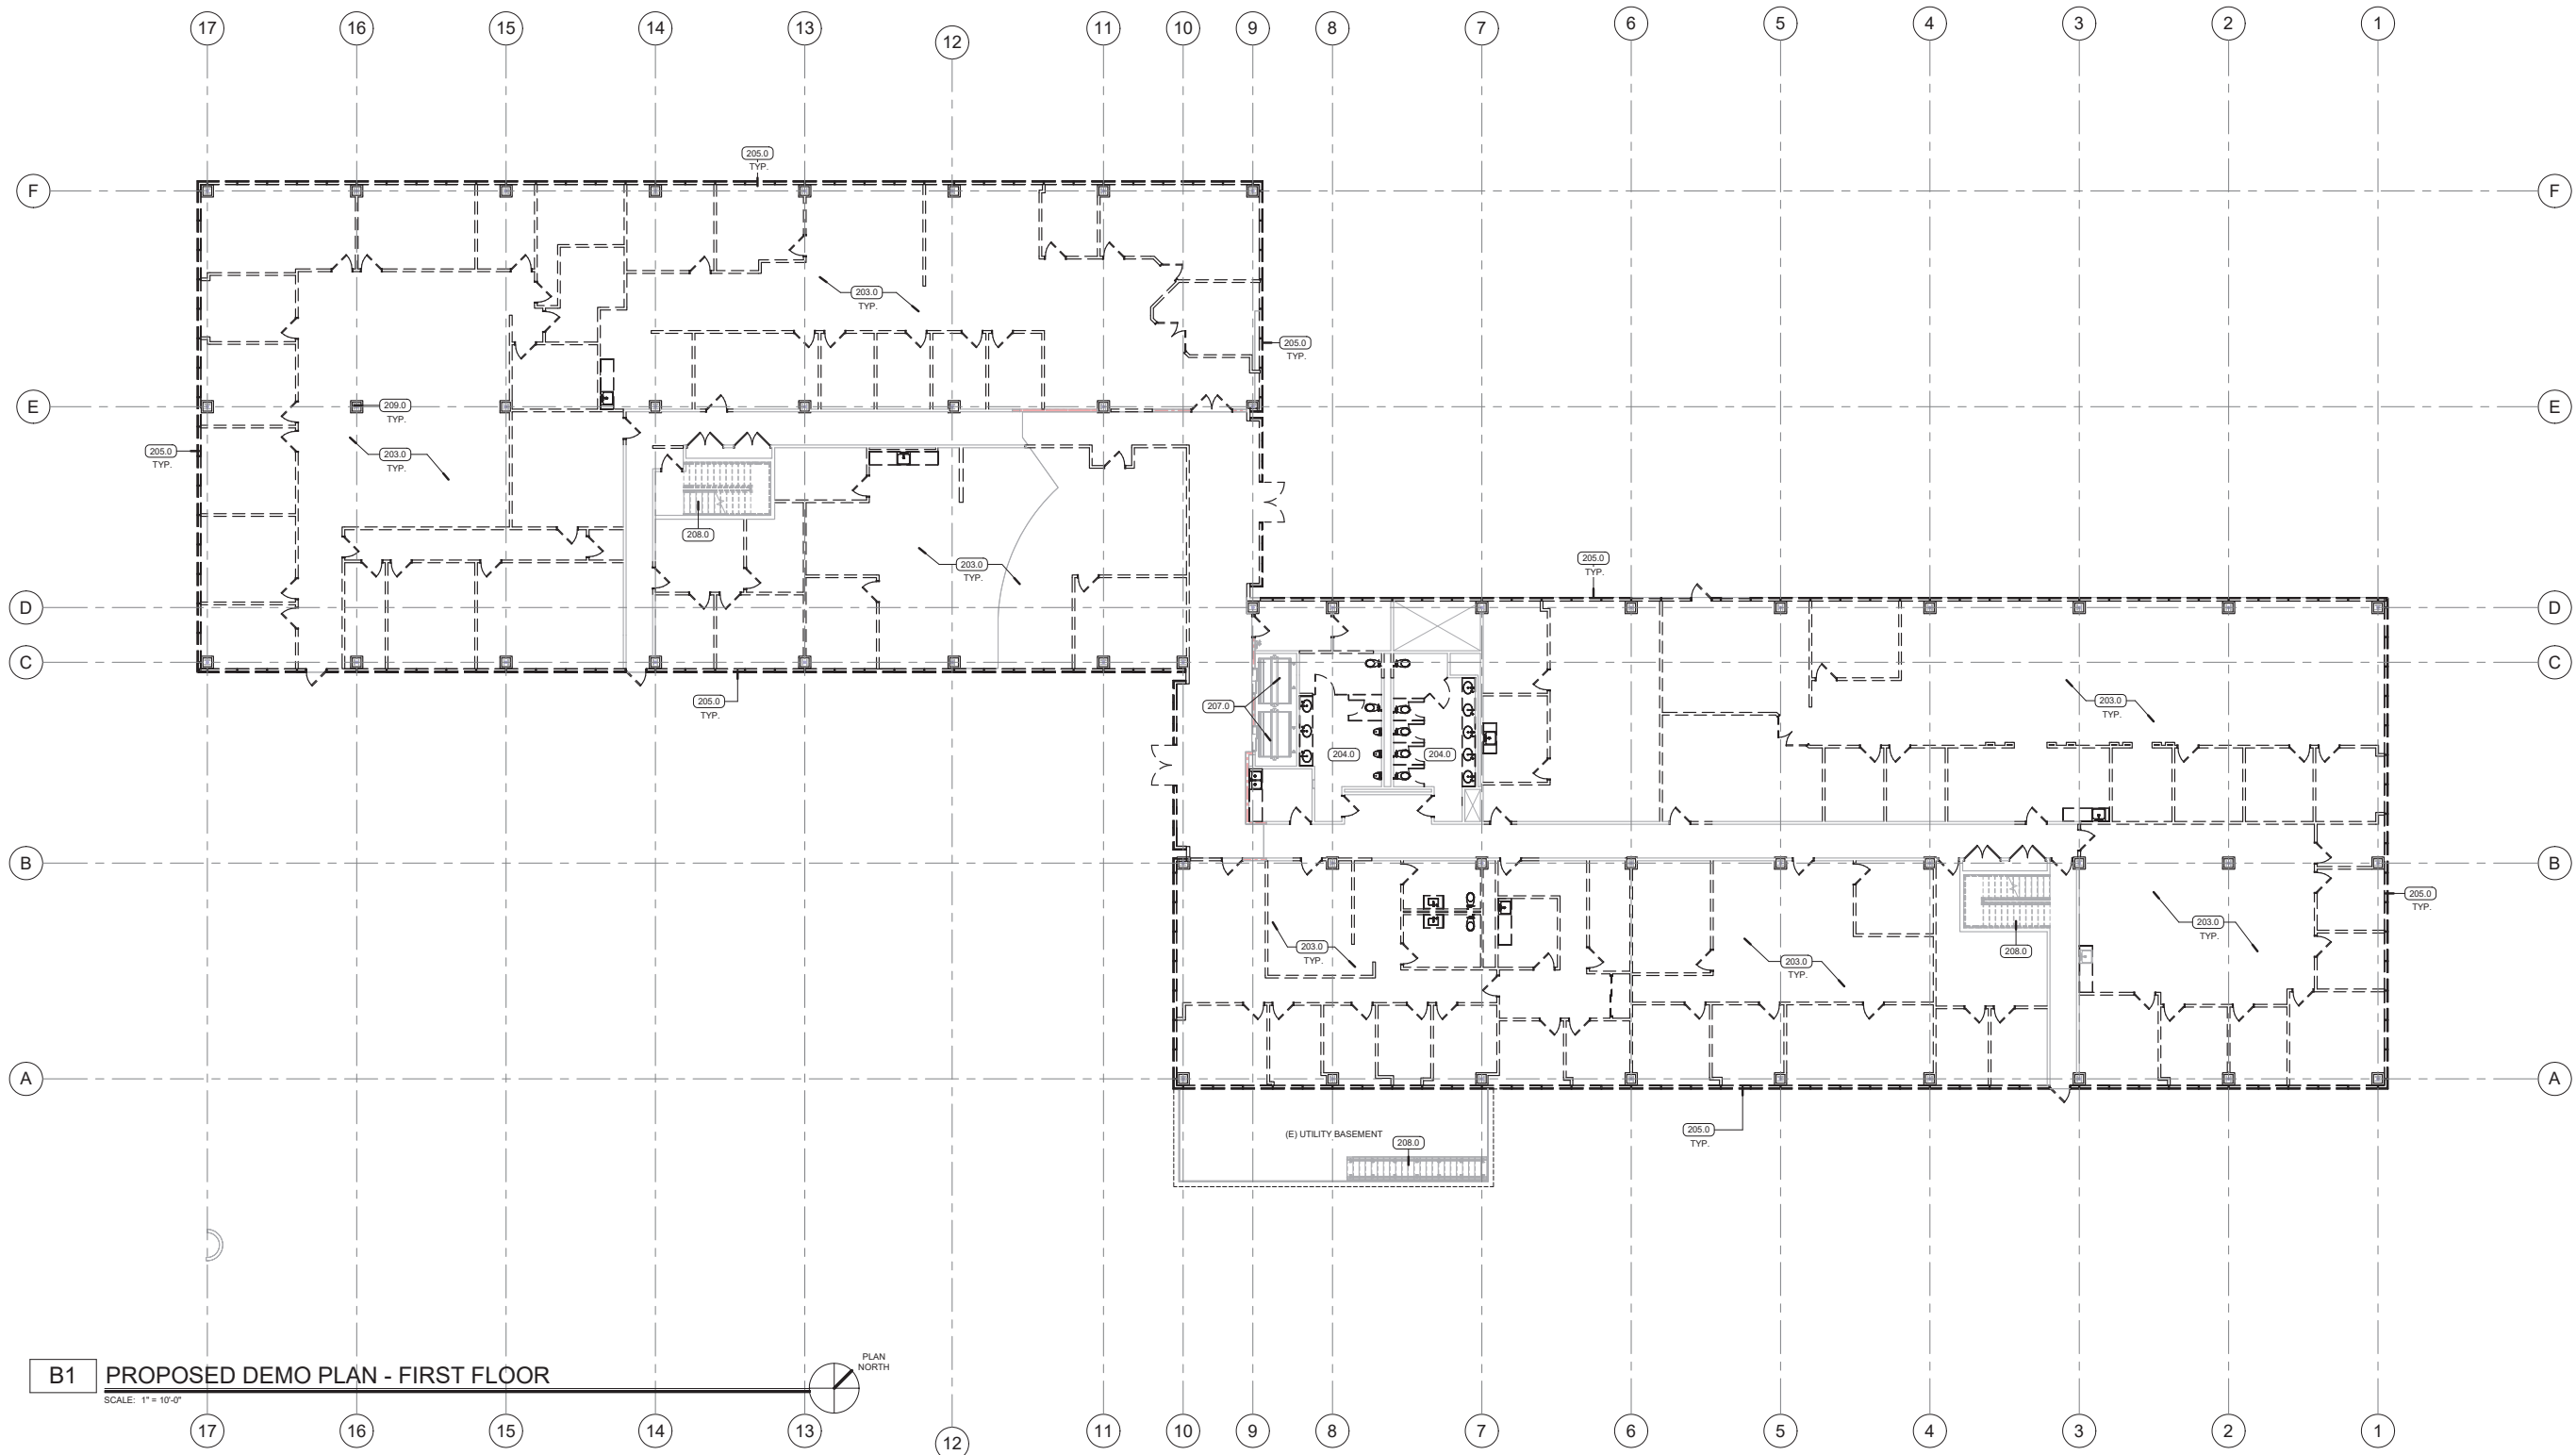 17 16 15 14 13 12 11 10 9 8 7 6 5 4 3 2 1
205.0
TYP.
F F
203.0
TYP.
205.0
TYP.
E E
209.0
TYP.
205.0
TYP.
203.0
TYP.
208.0
203.0
TYP.
205.0
TYP.
D D
C C
205.0
TYP.
207.0
203.0
TYP.
204.0 204.0
B B
205.0
TYP.
203.0
TYP.
203.0
TYP.
208.0
203.0
TYP.
A A
(E) UTILITY BASEMENT
208.0
205.0
TYP.
PLAN
NORTH
B1 PROPOSED DEMO PLAN - FIRST FLOOR
SCALE: 1" = 10'-0"
17 16 15 14 13 12 11 10 9 8 7 6 5 4 3 2 1